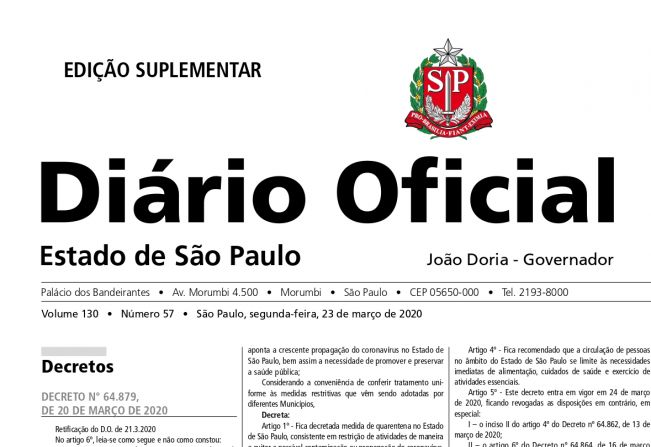 EDIÇÃO SUPLEMENTAR
SP
PRO·BRASILIA·FIANT·EXIMIA
Diário Oficial
Estado de São Paulo
João Doria - Governador
Palácio dos Bandeirantes • Av. Morumbi 4.500 • Morumbi • São Paulo • CEP 05650-000 • Tel. 2193-8000
Volume 130 • Número 57 • São Paulo, segunda-feira, 23 de março de 2020
Decretos
DECRETO Nº 64.879,
DE 20 DE MARÇO DE 2020
Retificação do D.O. de 21.3.2020
No artigo 6º, leia-se como segue e não como constou:
aponta a crescente propagação do coronavírus no Estado de
São Paulo, bem assim a necessidade de promover e preservar
a saúde pública;
Considerando a conveniência de conferir tratamento uni-
forme às medidas restritivas que vêm sendo adotadas por
diferentes Municípios,
Decreta:
Artigo 1º - Fica decretada medida de quarentena no Estado
de São Paulo, consistente em restrição de atividades de maneira
Artigo 4º - Fica recomendado que a circulação de pessoas
no âmbito do Estado de São Paulo se limite às necessidades
imediatas de alimentação, cuidados de saúde e exercício de
atividades essenciais.
Artigo 5º - Este decreto entra em vigor em 24 de março
de 2020, ficando revogadas as disposições em contrário, em
especial:
I – o inciso II do artigo 4º do Decreto nº 64.862, de 13 de
março de 2020;
II – o artigo 6º do Decreto nº 64.864, de 16 de março